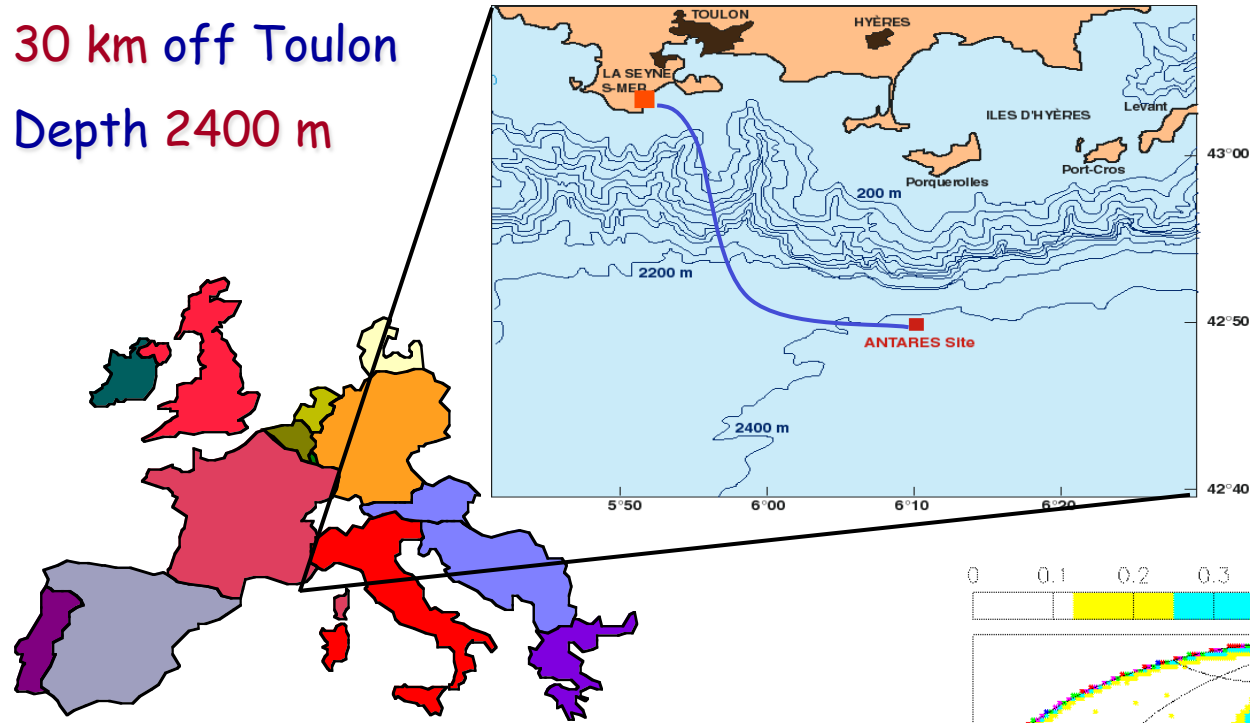 30 km off Toulon
Depth 2400 m
TOULON
HYÈRES
LA SEYNE
S-MER
ILES D'HYÈRES
Levant
Port-Cros
Porquerolles
200 m
2200 m
ANTARES Site
2400 m
43°00
42°50
42°40
5°50
6°00
6°10
6°20
0
0.1
0.2
0.3